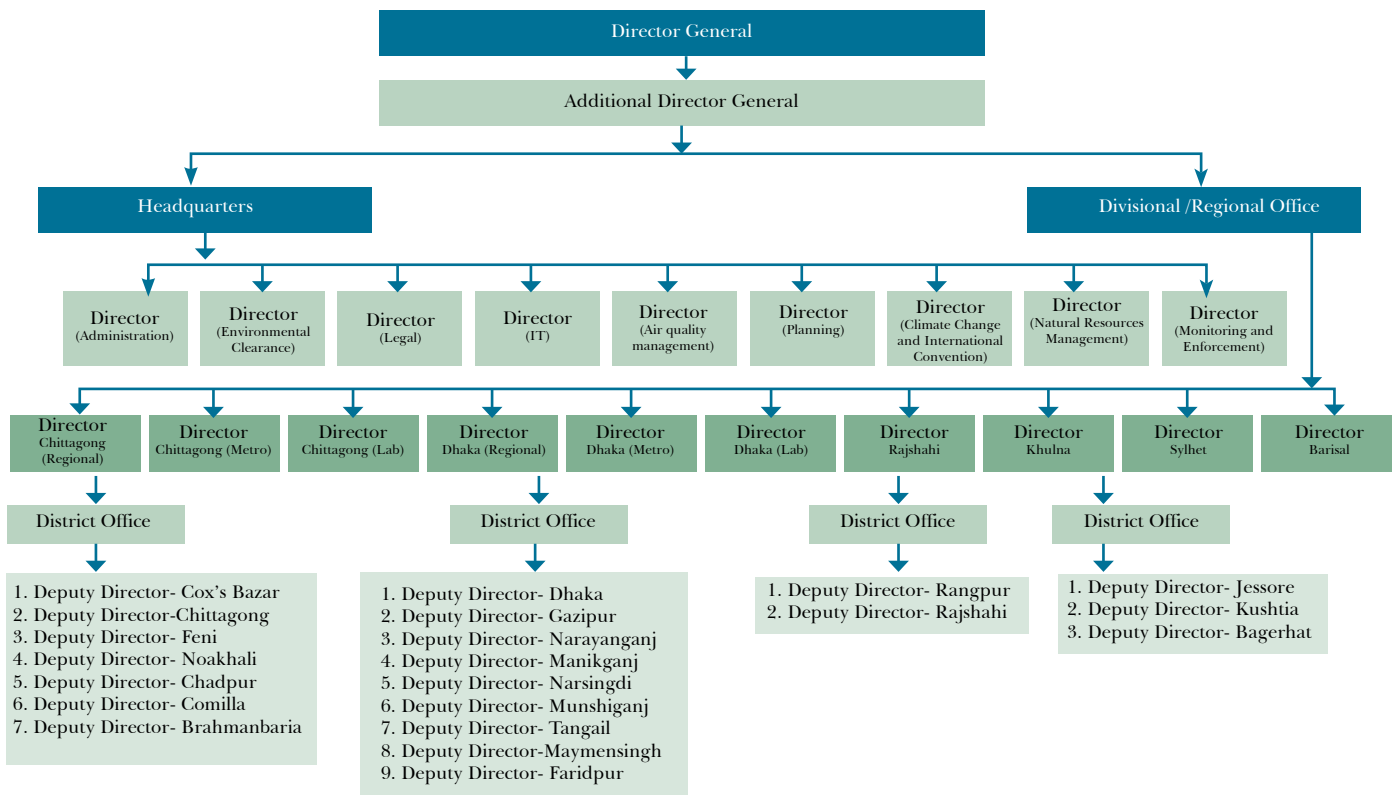 Director General
Additional Director General
Headquarters
Divisional /Regional Office
Director
(Administration)
Director
(Environmental
Clearance)
Director
(Legal)
Director
(IT)
Director
(Air quality
management)
Director
(Planning)
Director
(Climate Change
and International
Convention)
Director
(Natural Resources
Management)
Director
(Monitoring and
Enforcement)
Director
Chittagong
(Regional)
Director
Chittagong (Metro)
Director
Chittagong (Lab)
Director
Dhaka (Regional)
Director
Dhaka (Metro)
Director
Dhaka (Lab)
Director
Rajshahi
Director
Khulna
Director
Sylhet
Director
Barisal
District Office
1. Deputy Director- Cox's Bazar
2. Deputy Director-Chittagong
3. Deputy Director- Feni
4. Deputy Director- Noakhali
5. Deputy Director- Chadpur
6. Deputy Director- Comilla
7. Deputy Director- Brahmanbaria
District Office
1. Deputy Director- Dhaka
2. Deputy Director- Gazipur
3. Deputy Director- Narayanganj
4. Deputy Director- Manikganj
5. Deputy Director- Narsingdi
6. Deputy Director- Munshiganj
7. Deputy Director- Tangail
8. Deputy Director-Maymensingh
9. Deputy Director- Faridpur
District Office
1. Deputy Director- Rangpur
2. Deputy Director- Rajshahi
District Office
1. Deputy Director- Jessore
2. Deputy Director- Kushtia
3. Deputy Director- Bagerhat